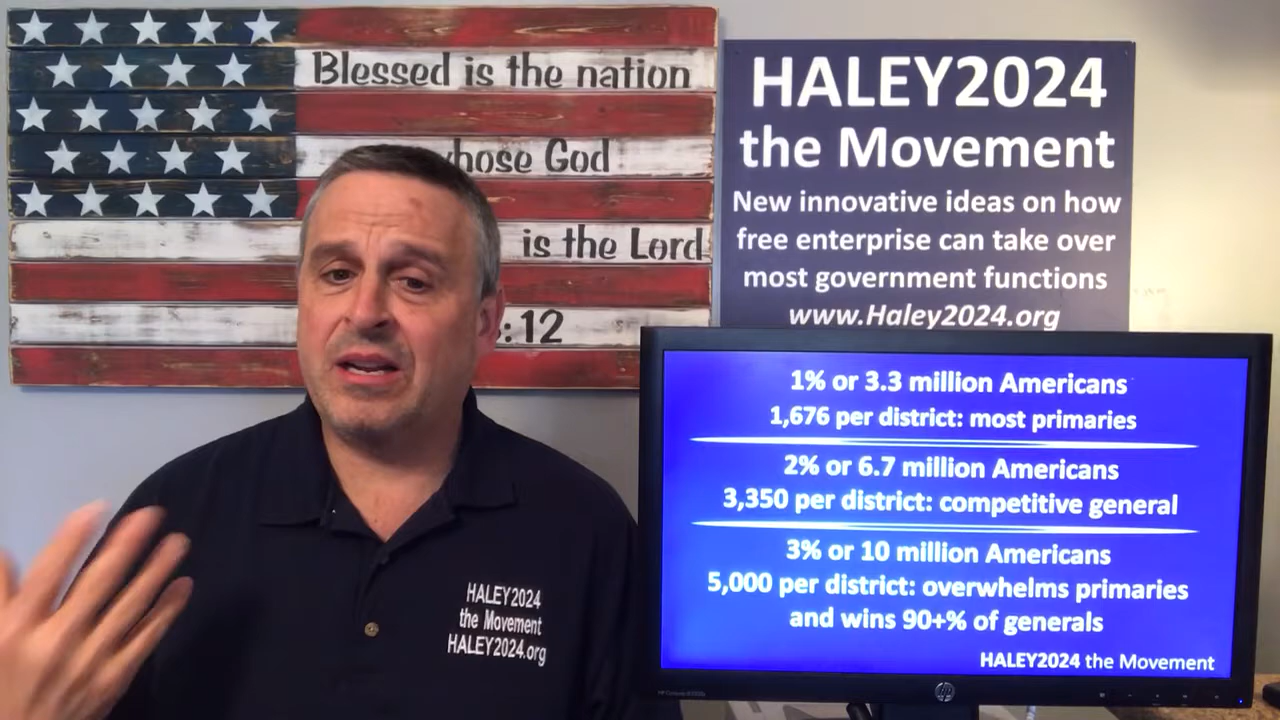 Blessed is the nation
whose God
is the Lord
:12
HALEY2024
the Movement
New innovative ideas on how
free enterprise can take over
most government functions
www.Haley2024.org
1% or 3.3 million Americans
1,676 per district: most primaries
2% or 6.7 million Americans
3,350 per district: competitive general
3% or 10 million Americans
5,000 per district: overwhelms primaries
and wins 90+% of generals
HALEY2024 the Movement
HALEY2024
the Movement
HALEY2024.org
hp